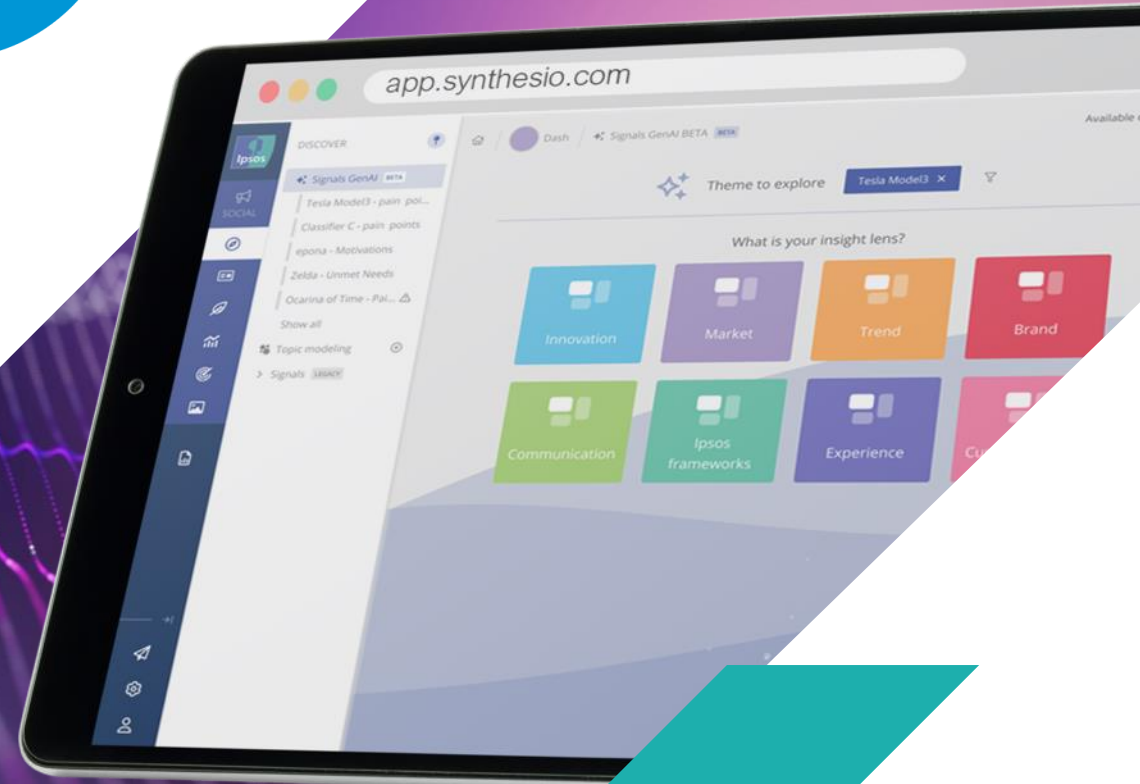 app.synthesio.com
Ipsos
SOCIAL
DISCOVER
Signals GenAI BETA
Tesla Model3 - pain poi...
Classifier C - pain points
epona - Motivations
Zelda - Unmet Needs
Ocarina of Time - Pai...
Show all
Topic modeling
Signals LEGACY
Dash / Signals GenAI BETA BETA
Available
Theme to explore Tesla Model3 ×
What is your insight lens?
Innovation
Market
Trend
Brand
Communication
Ipsos
frameworks
Experience
Cu